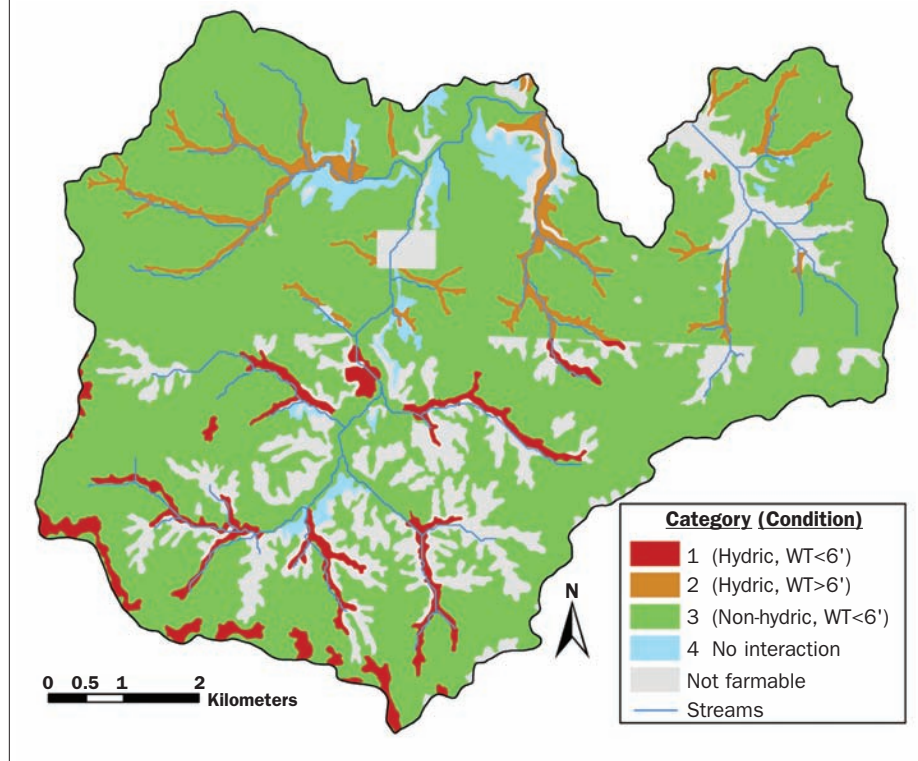 Category (Condition)
1 (Hydric, WT<6')
2 (Hydric, WT>6')
3 (Non-hydric, WT<6')
4 No interaction
Not farmable
Streams
N
0 0.5 1 2
Kilometers